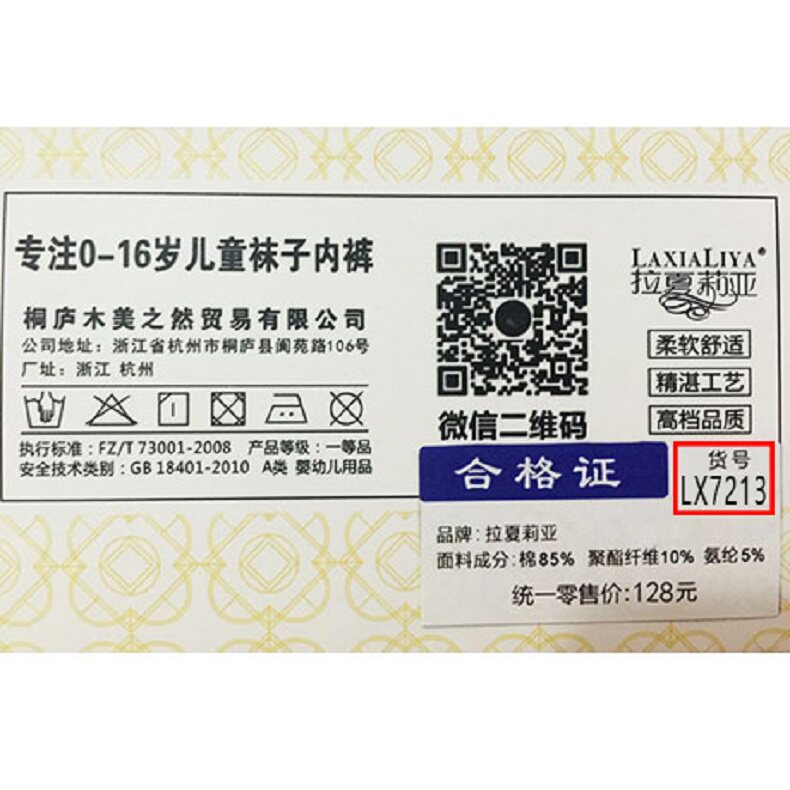 专注0-16岁儿童袜子内裤
桐庐木美之然贸易有限公司
公司地址：浙江省杭州市桐庐县阆苑路106号
厂址：浙江 杭州
执行标准：FZ/T 73001-2008 产品等级：一等品
安全技术类别：GB 18401-2010 A类 婴幼儿用品
微信二维码
LAXIALIYA®
拉夏莉亚
柔软舒适
精湛工艺
高档品质
合格证
货号
LX7213
品牌：拉夏莉亚
面料成分：棉85% 聚酯纤维10% 氨纶5%
统一零售价：128元